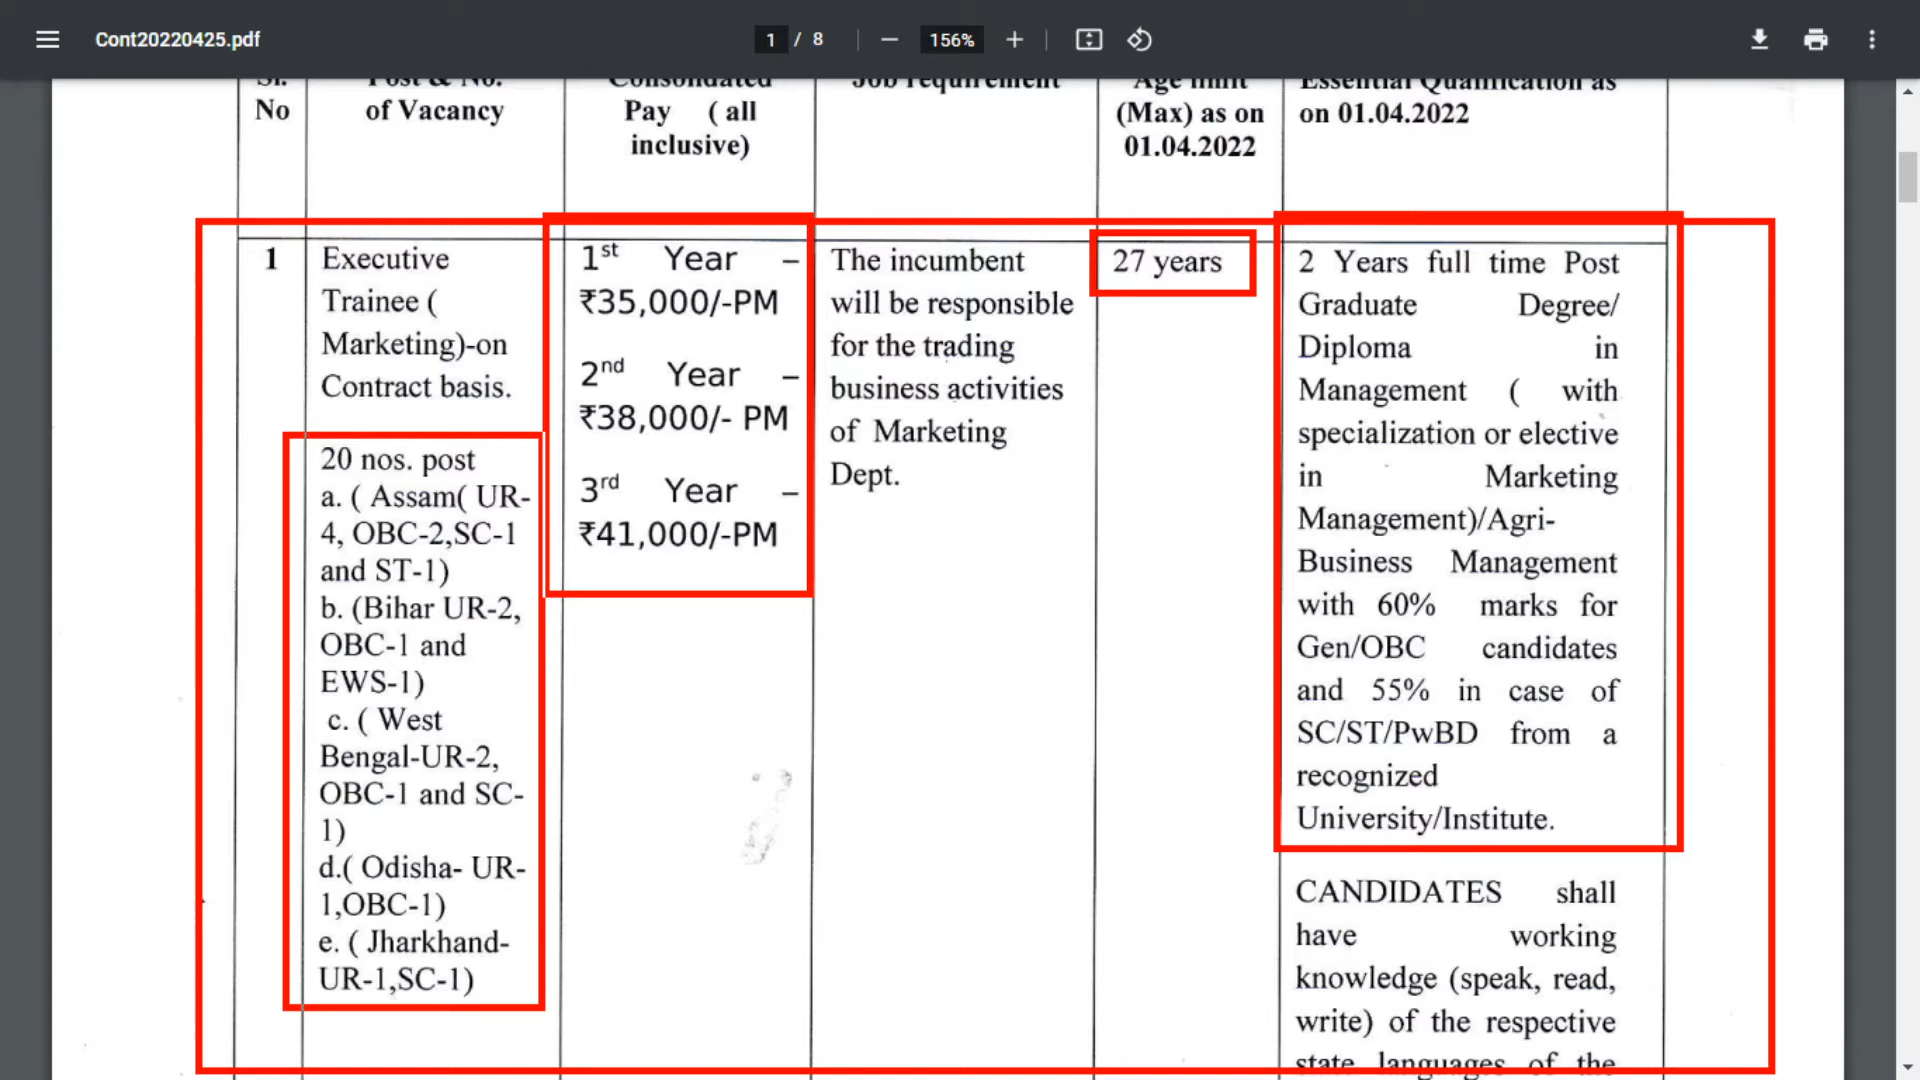 Cont20220425.pdf
1 / 8
156%
Sl.
No
Post & No.
of Vacancy
Consolidated
Pay ( all
inclusive)
Job requirement
Age limit
(Max) as on
01.04.2022
Essential Qualification as
on 01.04.2022
1
Executive
Trainee (
Marketing)-on
Contract basis.
20 nos. post
a. ( Assam( UR-
4, OBC-2,SC-1
and ST-1)
b. (Bihar UR-2,
OBC-1 and
EWS-1)
c. ( West
Bengal-UR-2,
OBC-1 and SC-
1)
d.( Odisha- UR-
1,OBC-1)
e. ( Jharkhand-
UR-1,SC-1)
1st Year –
₹35,000/-PM
2nd Year –
₹38,000/- PM
3rd Year –
₹41,000/-PM
The incumbent
will be responsible
for the trading
business activities
of Marketing
Dept.
27 years
2 Years full time Post
Graduate Degree/
Diploma in
Management ( with
specialization or elective
in Marketing
Management)/Agri-
Business Management
with 60% marks for
Gen/OBC candidates
and 55% in case of
SC/ST/PwBD from a
recognized
University/Institute.
CANDIDATES shall
have working
knowledge (speak, read,
write) of the respective
state languages of the